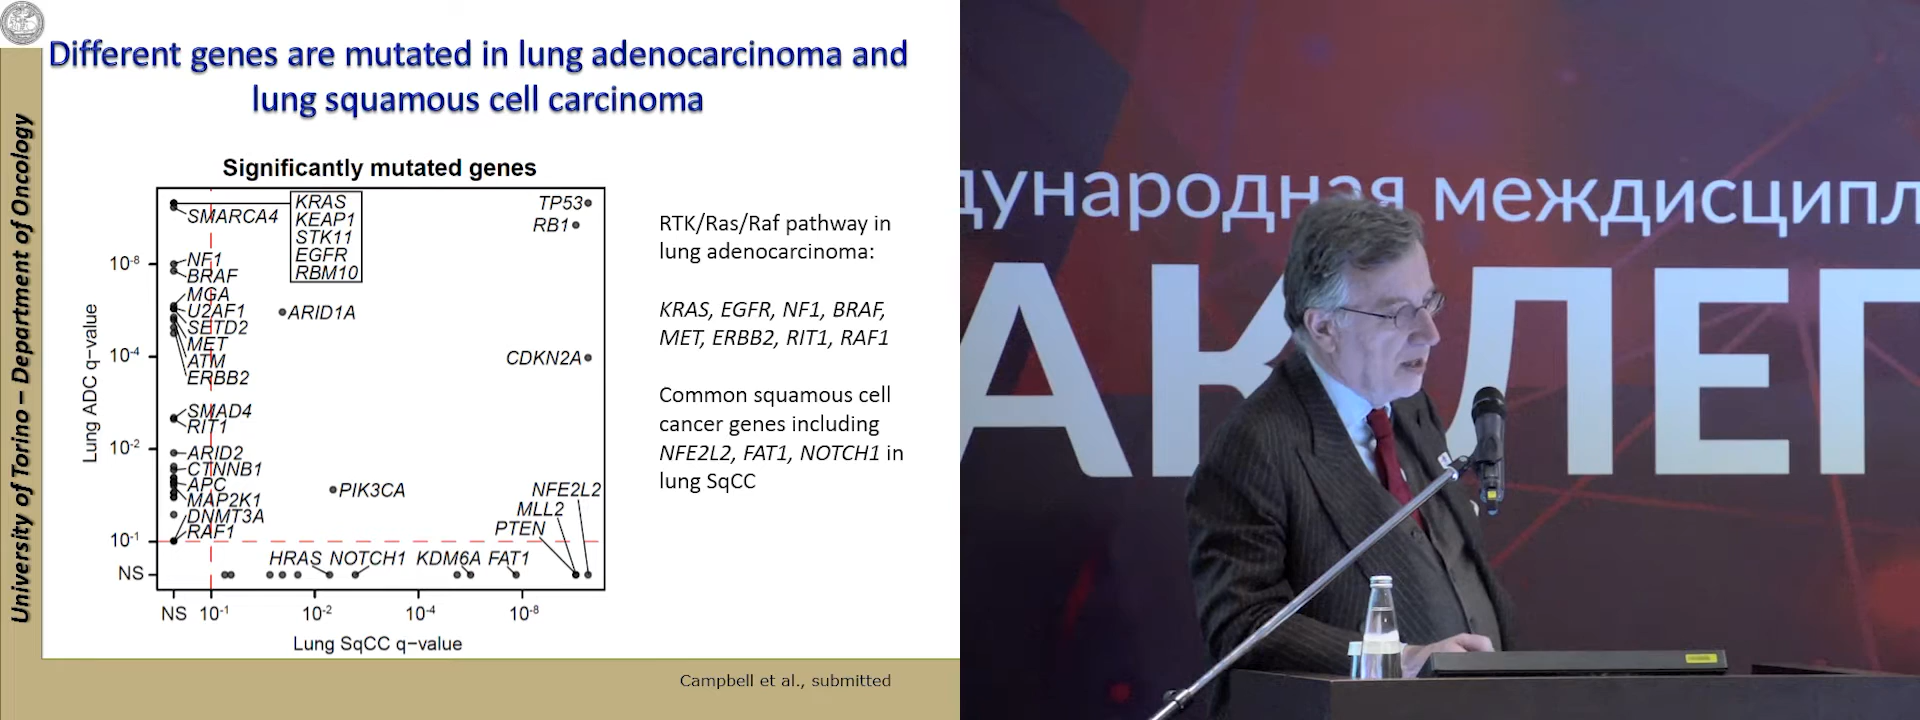 Different genes are mutated in lung adenocarcinoma and
lung squamous cell carcinoma
University of Torino – Department of Oncology
Significantly mutated genes
KRAS
KEAP1
STK11
EGFR
RBM10
SMARCA4
TP53
RB1
NF1
BRAF
MGA
U2AF1
SETD2
MET
ATM
ERBB2
ARID1A
CDKN2A
SMAD4
RIT1
ARID2
CTNNB1
APC
MAP2K1
DNMT3A
RAF1
PIK3CA
NFE2L2
MLL2
PTEN
HRAS NOTCH1 KDM6A FAT1
Lung ADC q−value
10-8
10-4
10-2
10-1
NS
NS 10-1 10-2 10-4 10-8
Lung SqCC q−value
RTK/Ras/Raf pathway in
lung adenocarcinoma:
KRAS, EGFR, NF1, BRAF,
MET, ERBB2, RIT1, RAF1
Common squamous cell
cancer genes including
NFE2L2, FAT1, NOTCH1 in
lung SqCC
Campbell et al., submitted
дународная междисципл
АК ЛЕГ